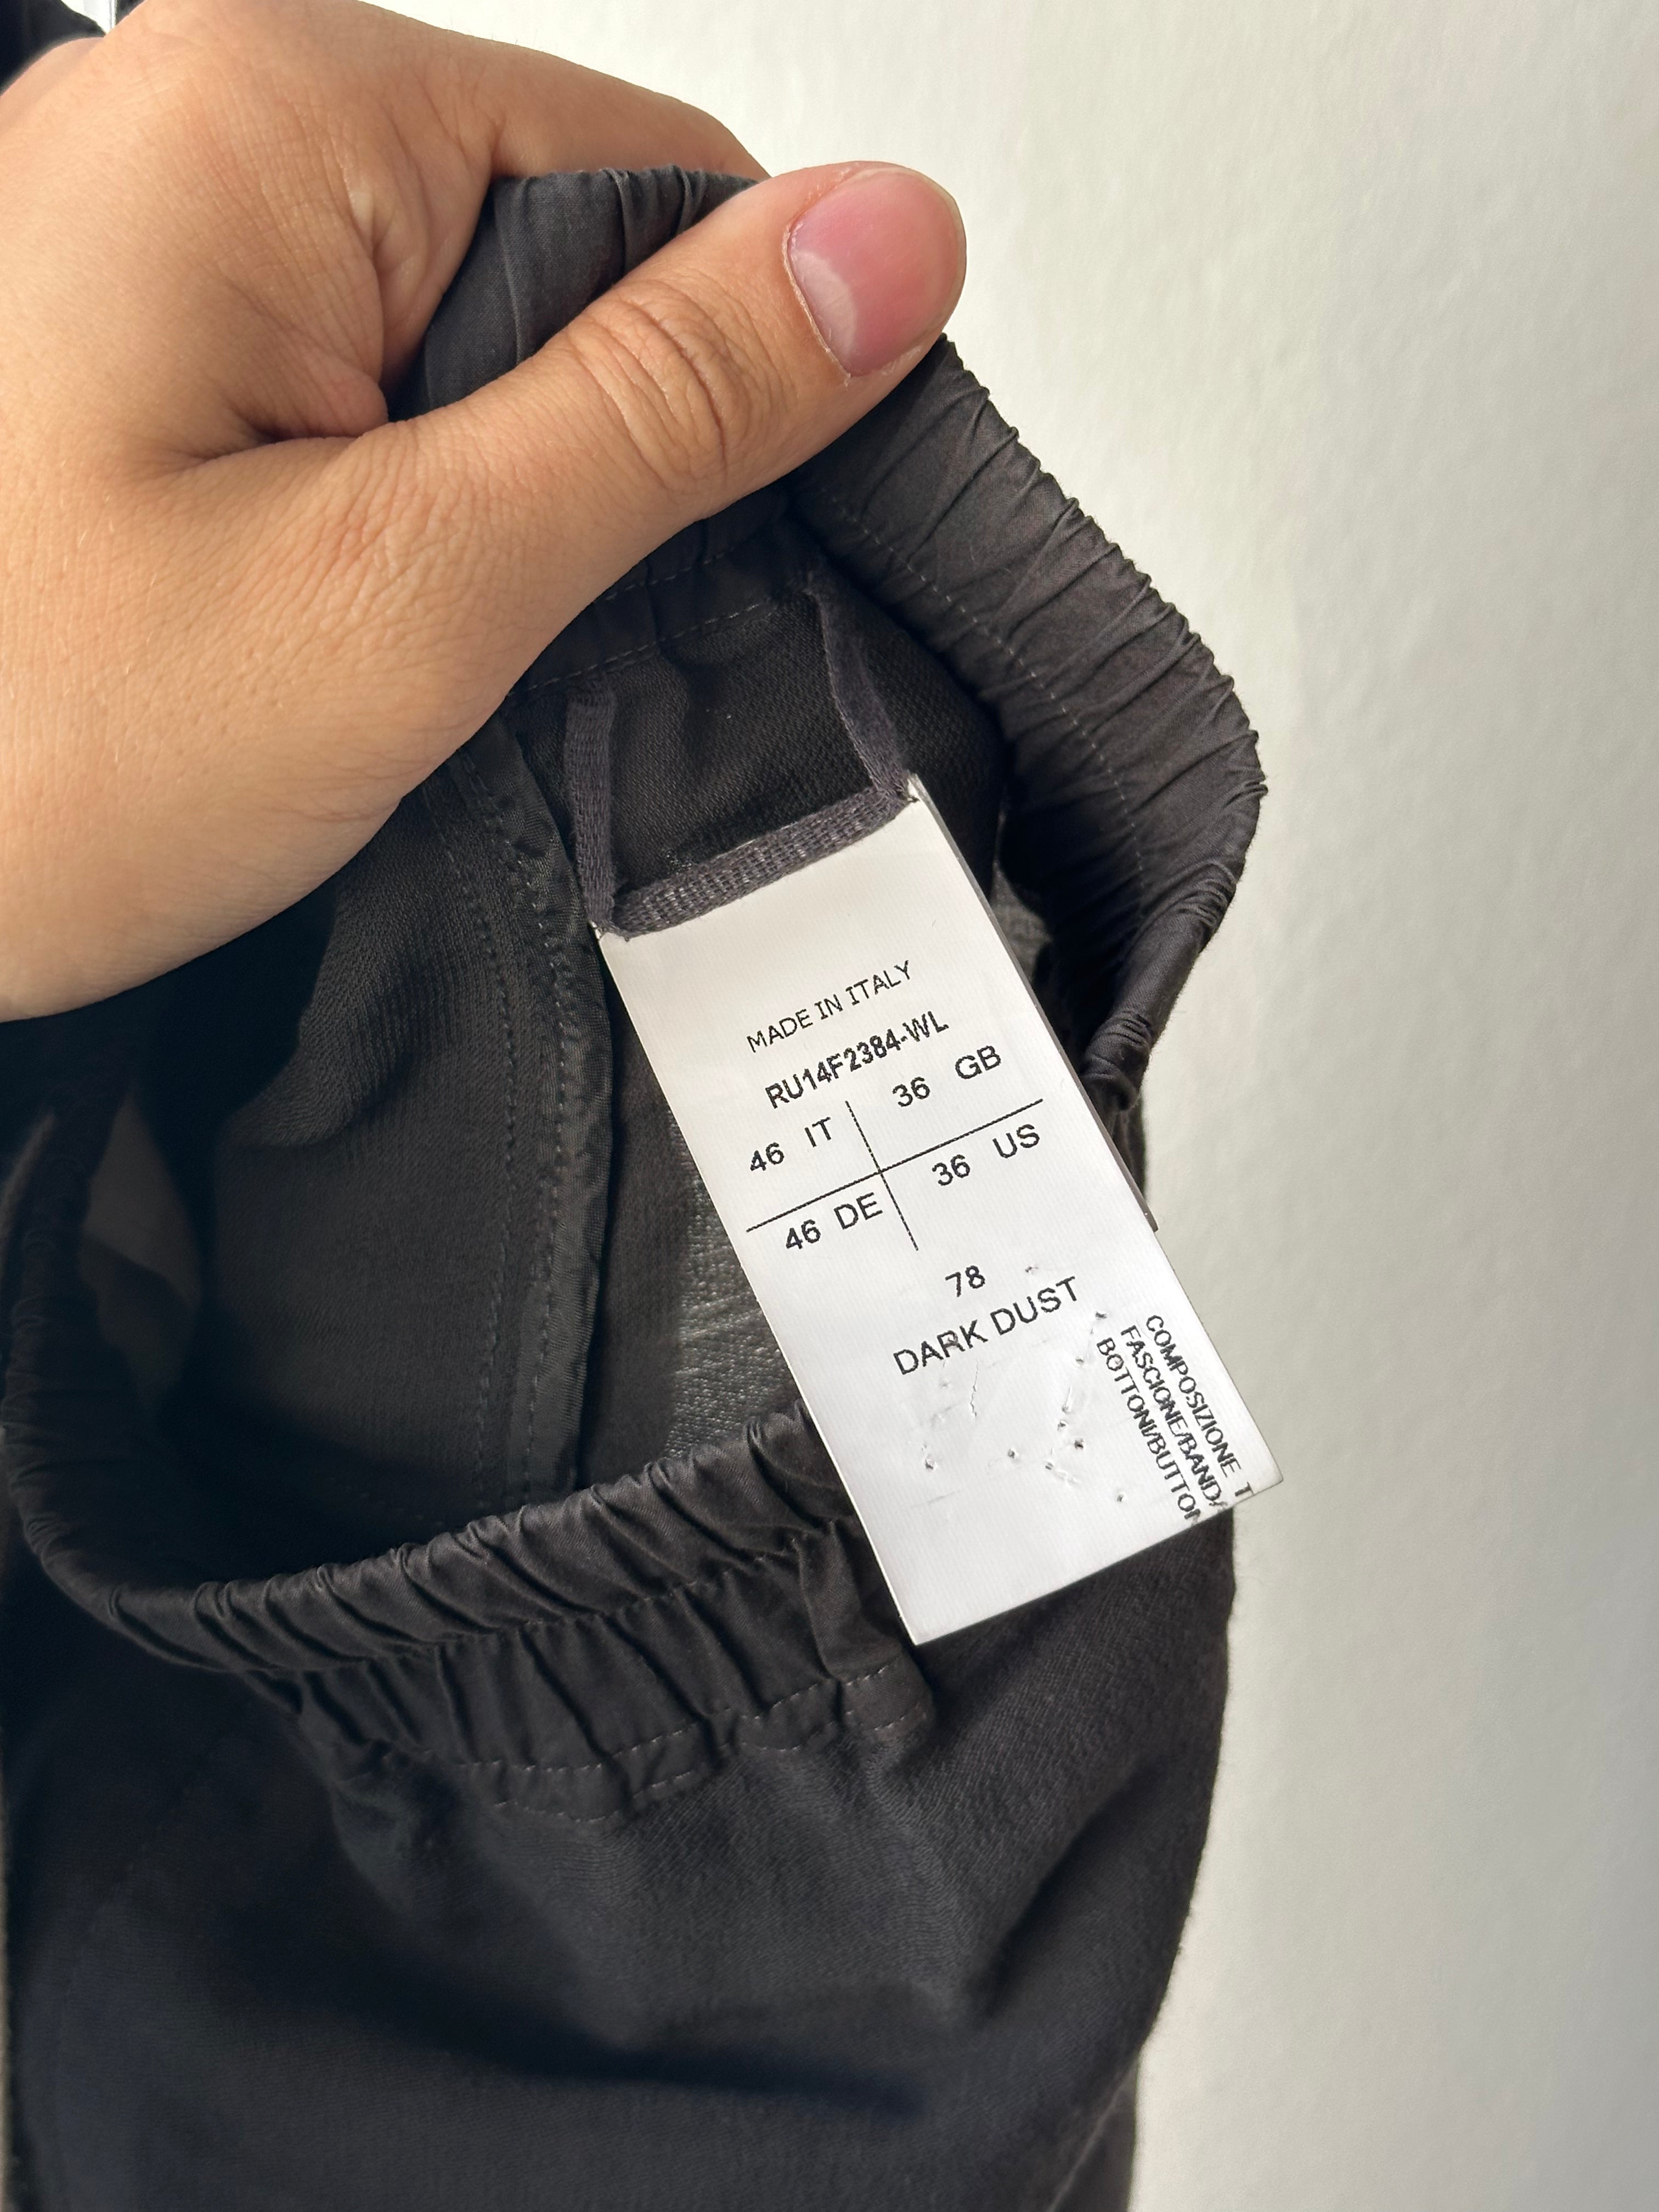 MADE IN ITALY
RU14F2384-WL
46 IT 36 GB
46 DE 36 US
78
DARK DUST
COMPOSIZIONE T
FASCIONE/BANDA
BOTTONI/BUTTON